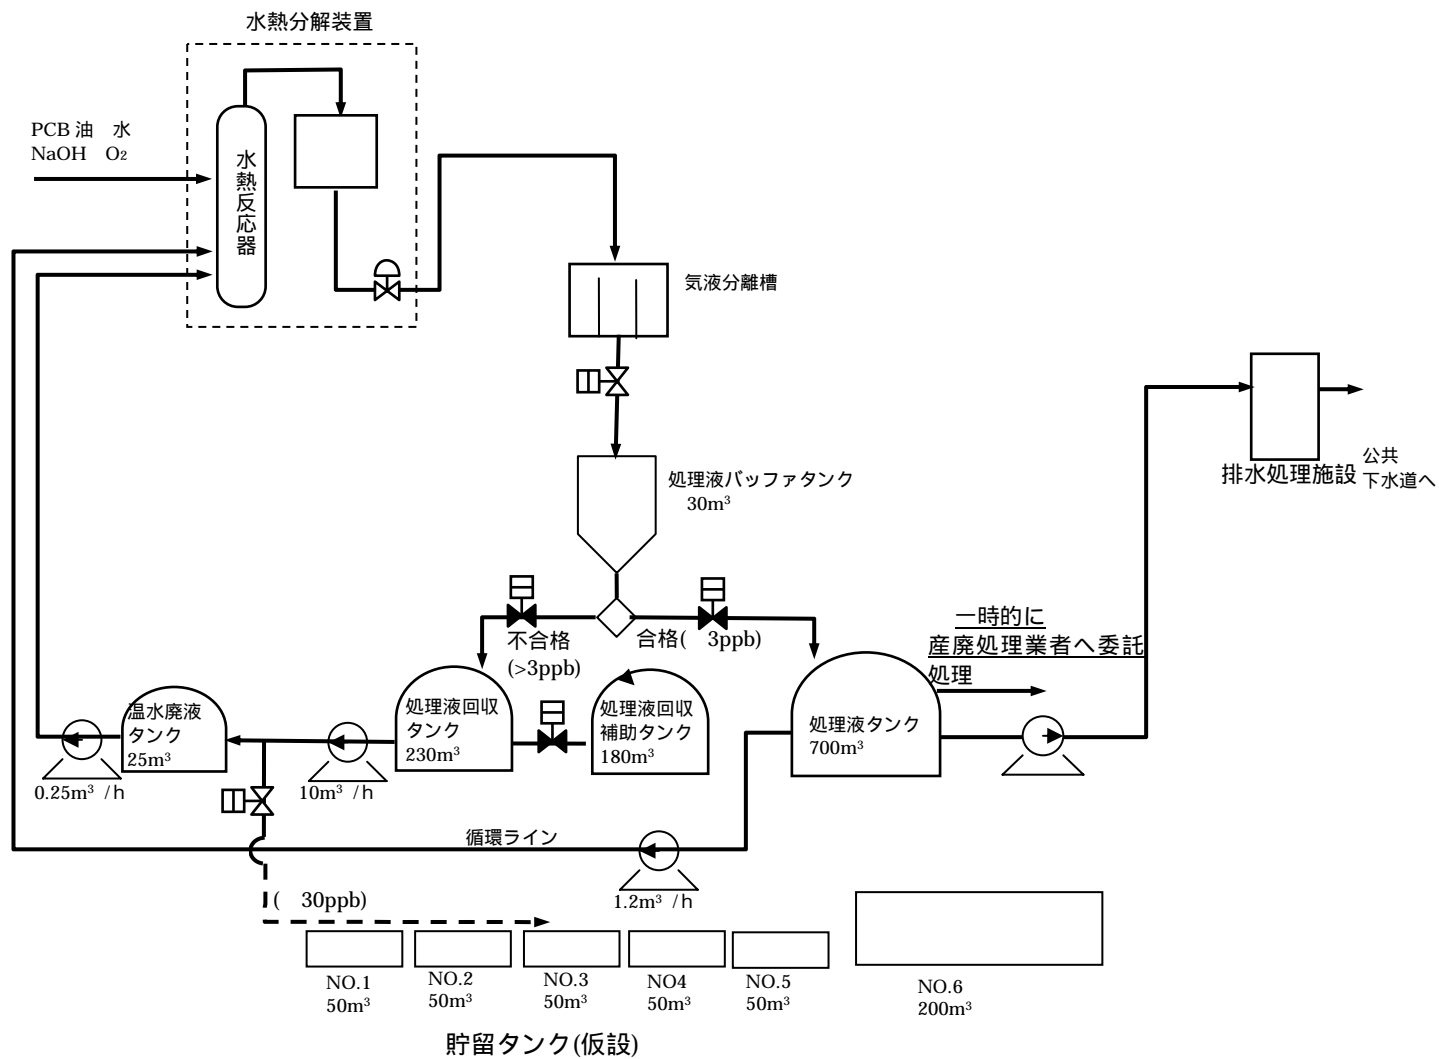 水熱分解装置
PCB 油　水
NaOH　O₂
水熱反応器
気液分離槽
処理液バッファタンク
30m³
排水処理施設
公共
下水道へ
不合格
(>3ppb)
合格(　3ppb)
一時的に
産廃処理業者へ委託
処理
温水廃液
タンク
25m³
処理液回収
タンク
230m³
処理液回収
補助タンク
180m³
処理液タンク
700m³
0.25m³ /h
10m³ /h
循環ライン
1.2m³ /h
(　30ppb)
NO.1
50m³
NO.2
50m³
NO.3
50m³
NO4
50m³
NO.5
50m³
NO.6
200m³
貯留タンク(仮設)